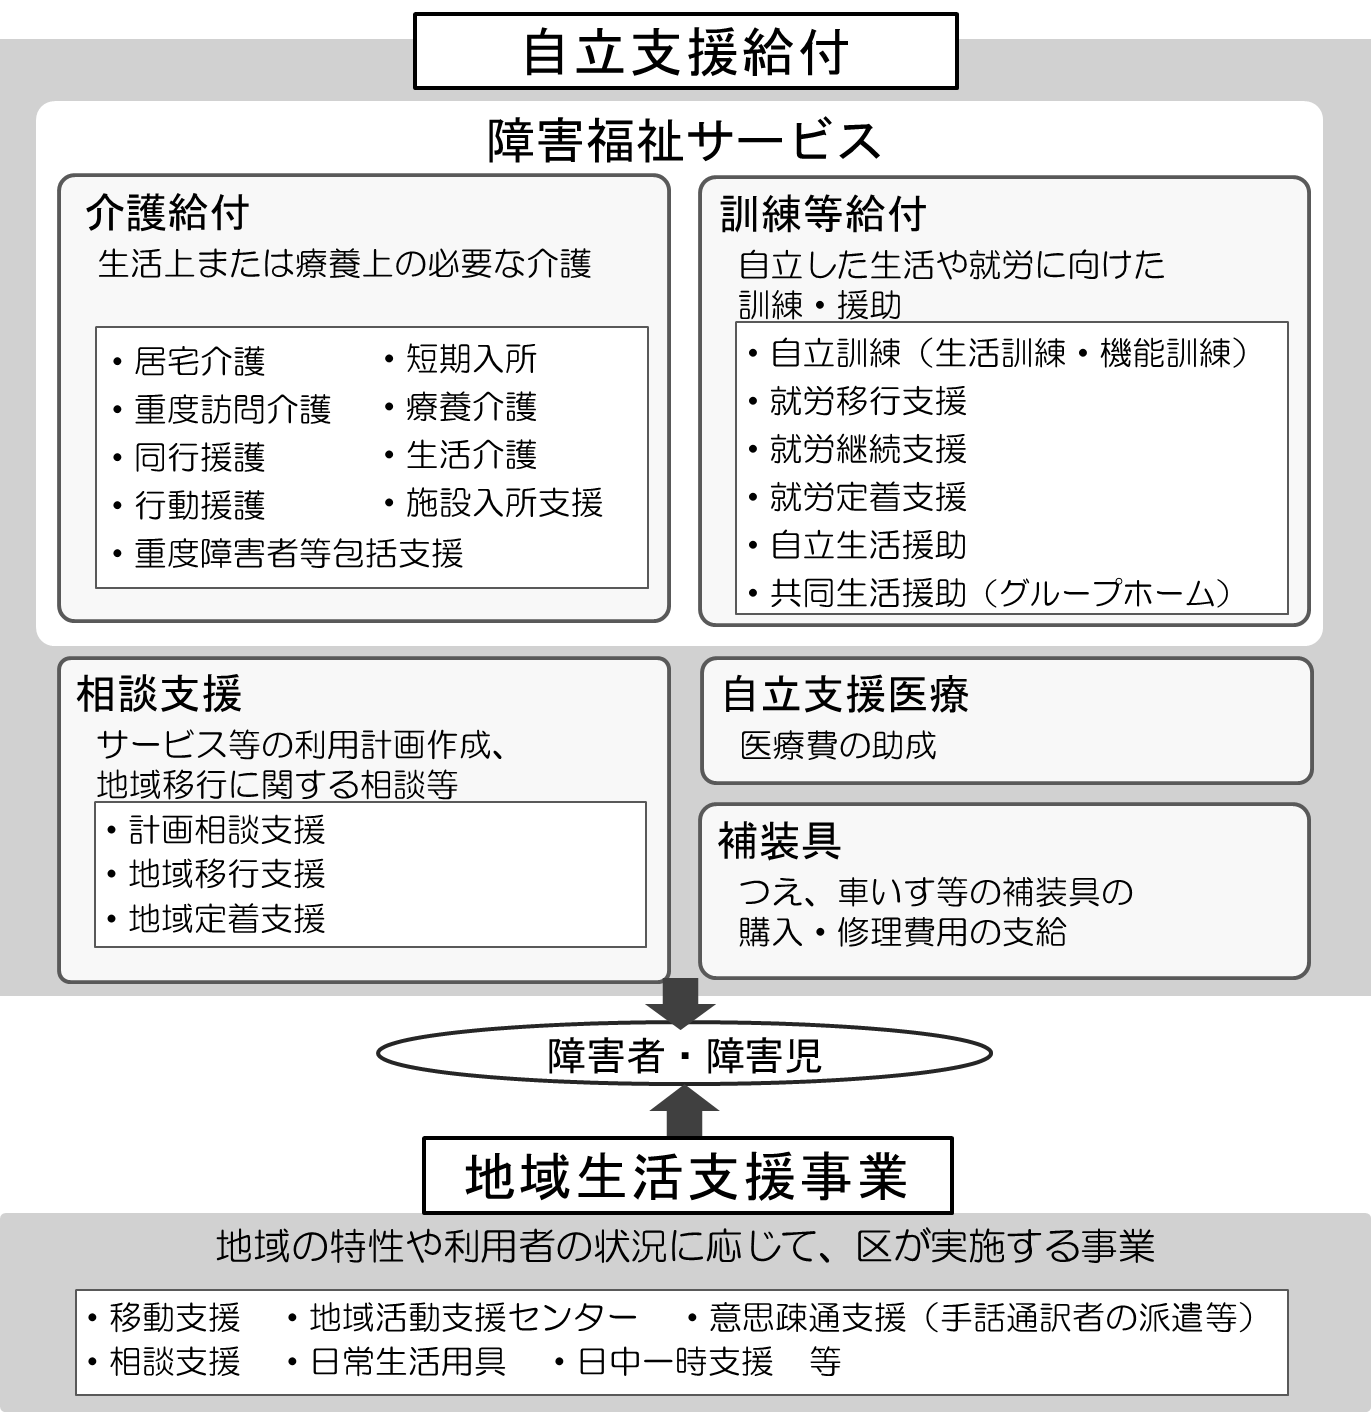 自立支援給付
障害福祉サービス
介護給付
生活上または療養上の必要な介護
・居宅介護
・重度訪問介護
・同行援護
・行動援護
・重度障害者等包括支援
・短期入所
・療養介護
・生活介護
・施設入所支援
訓練等給付
自立した生活や就労に向けた
訓練・援助
・自立訓練（生活訓練・機能訓練）
・就労移行支援
・就労継続支援
・就労定着支援
・自立生活援助
・共同生活援助（グループホーム）
相談支援
サービス等の利用計画作成、
地域移行に関する相談等
・計画相談支援
・地域移行支援
・地域定着支援
自立支援医療
医療費の助成
補装具
つえ、車いす等の補装具の
購入・修理費用の支給
障害者・障害児
地域生活支援事業
地域の特性や利用者の状況に応じて、区が実施する事業
・移動支援　・地域活動支援センター　・意思疎通支援（手話通訳者の派遣等）
・相談支援　・日常生活用具　・日中一時支援　等